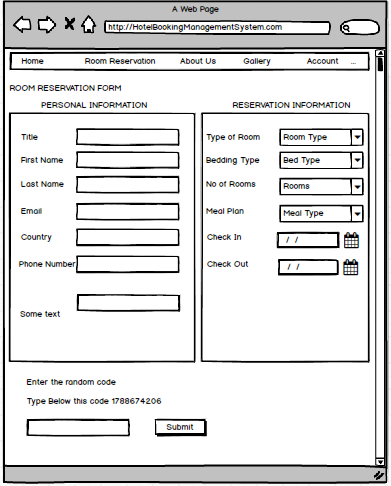 A Web Page
http://HotelBookingManagementSystem.com
Home Room Reservation About Us Gallery Account ...
ROOM RESERVATION FORM
PERSONAL INFORMATION
Title
First Name
Last Name
Email
Country
Phone Number
Some text
RESERVATION INFORMATION
Type of Room Room Type
Bedding Type Bed Type
No of Rooms Rooms
Meal Plan Meal Type
Check In / /
Check Out / /
Enter the random code
Type Below this code 1788674206
Submit